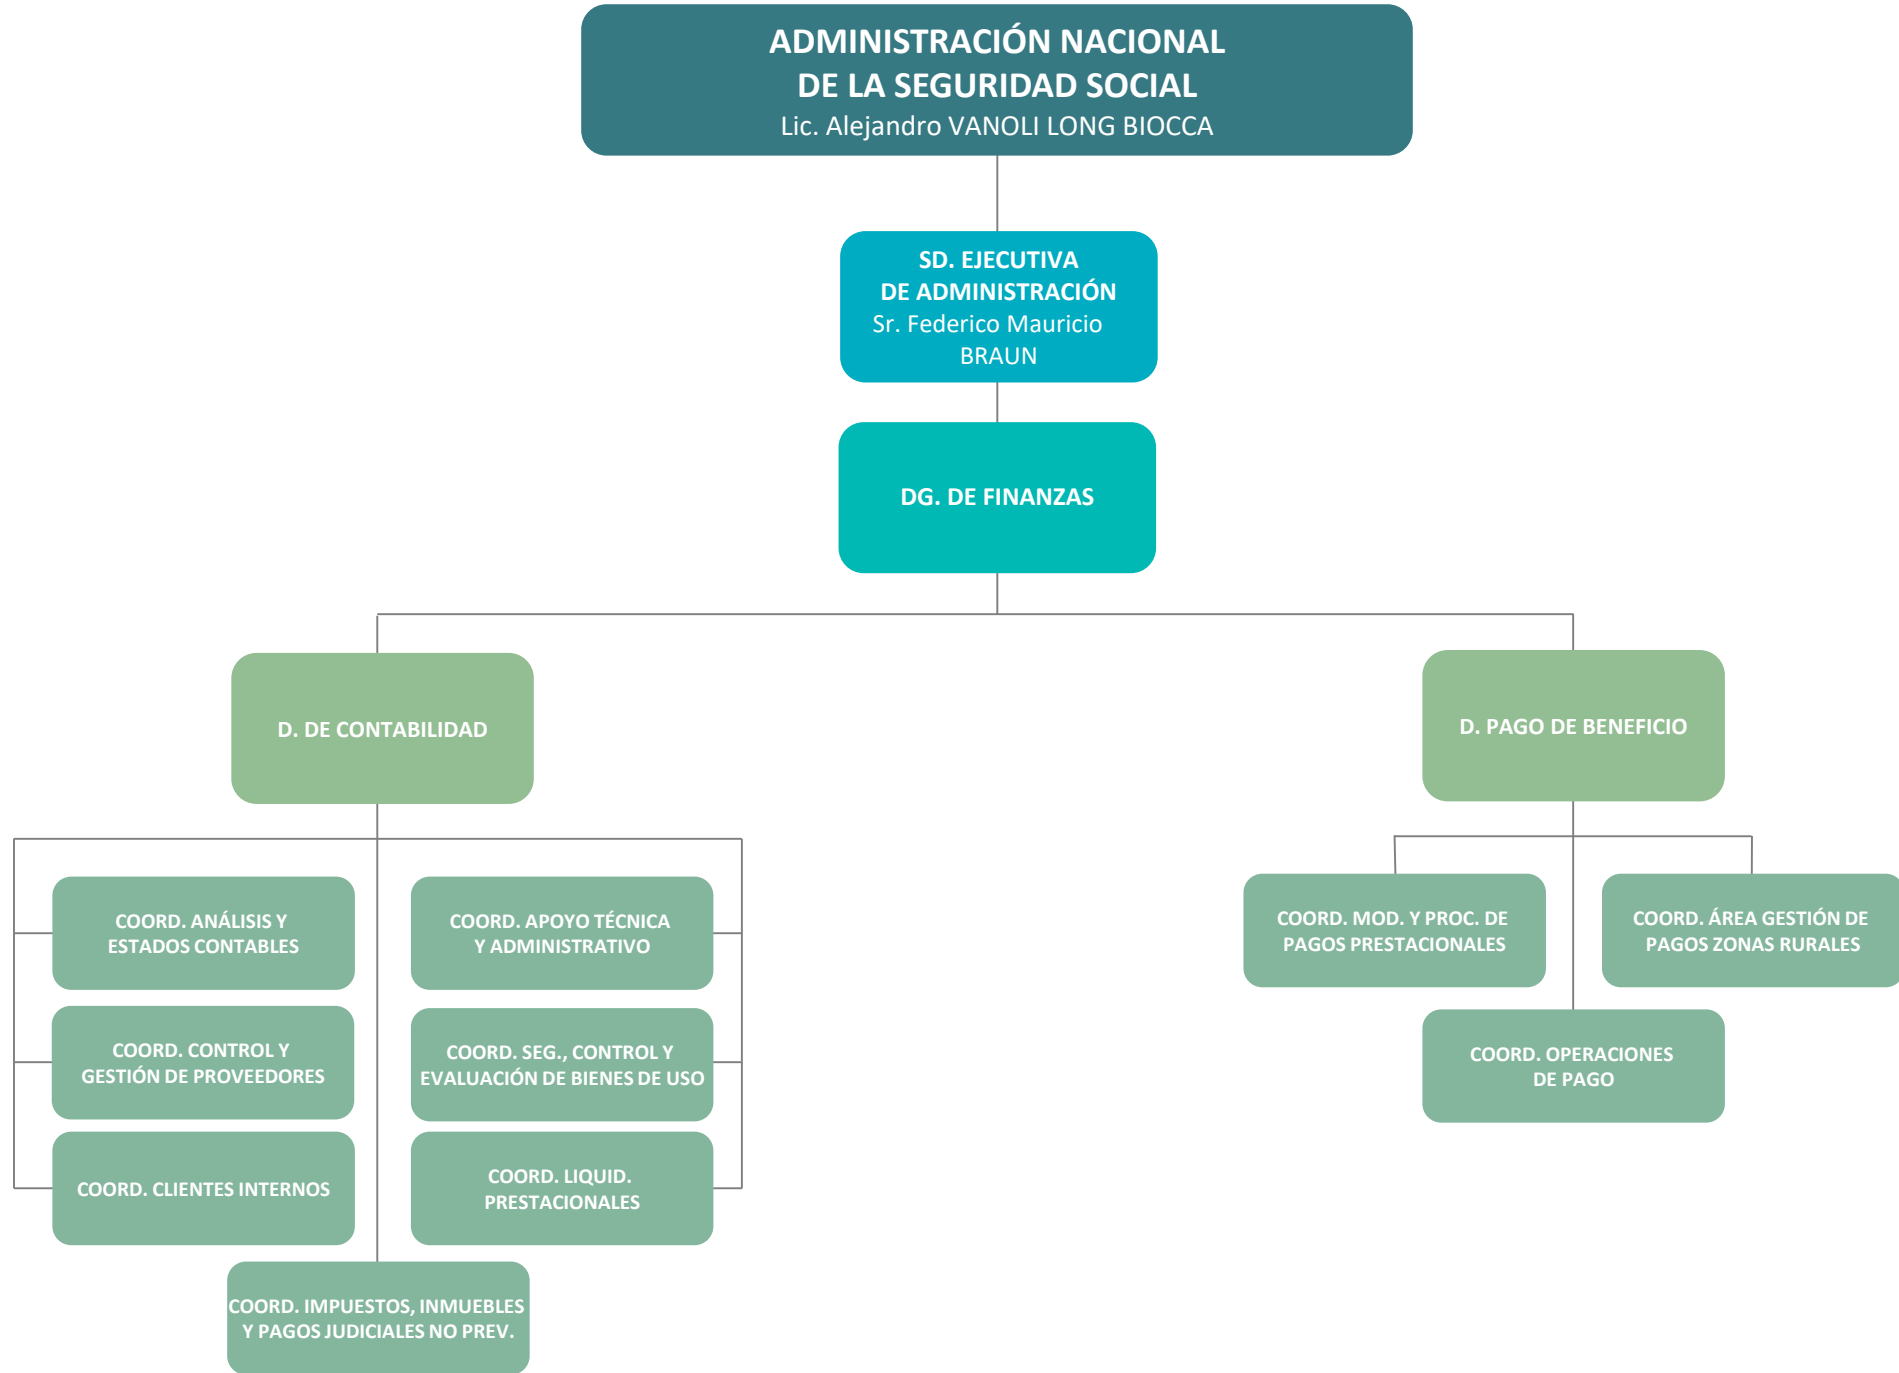 ADMINISTRACIÓN NACIONAL
DE LA SEGURIDAD SOCIAL
Lic. Alejandro VANOLI LONG BIOCCA
SD. EJECUTIVA
DE ADMINISTRACIÓN
Sr. Federico Mauricio
BRAUN
DG. DE FINANZAS
D. DE CONTABILIDAD
D. PAGO DE BENEFICIO
COORD. ANÁLISIS Y
ESTADOS CONTABLES
COORD. APOYO TÉCNICA
Y ADMINISTRATIVO
COORD. CONTROL Y
GESTIÓN DE PROVEEDORES
COORD. SEG., CONTROL Y
EVALUACIÓN DE BIENES DE USO
COORD. CLIENTES INTERNOS
COORD. LIQUID.
PRESTACIONALES
COORD. IMPUESTOS, INMUEBLES
Y PAGOS JUDICIALES NO PREV.
COORD. MOD. Y PROC. DE
PAGOS PRESTACIONALES
COORD. ÁREA GESTIÓN DE
PAGOS ZONAS RURALES
COORD. OPERACIONES
DE PAGO